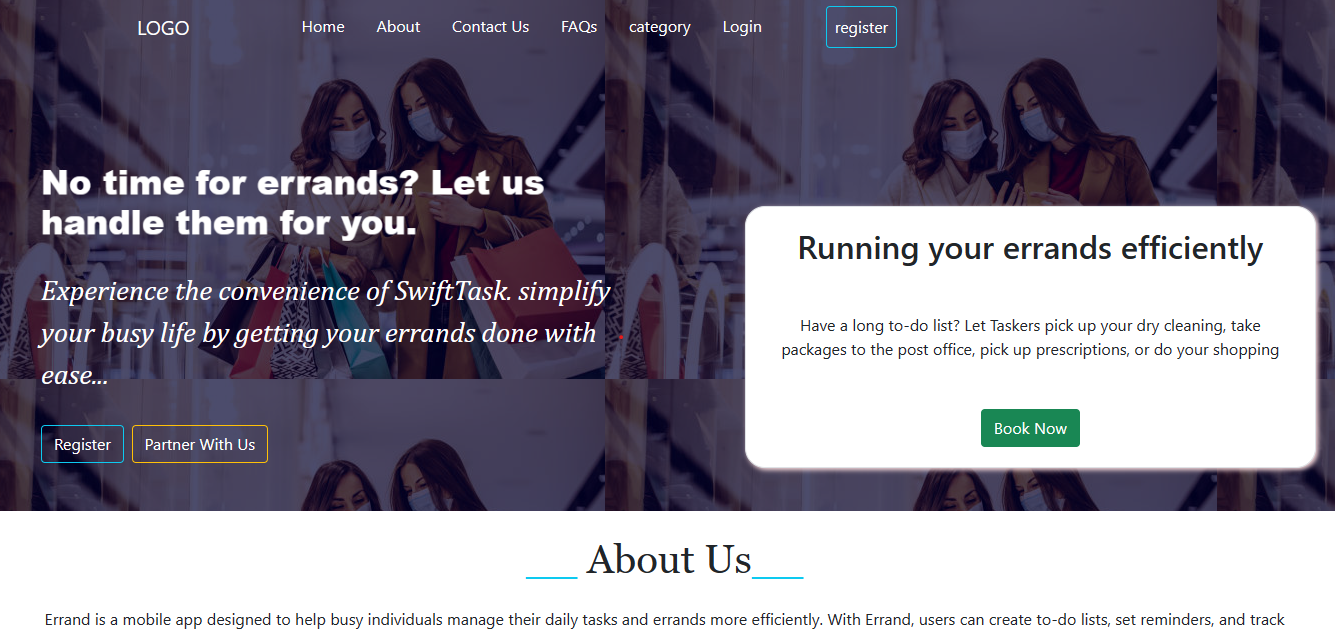 LOGO Home About Contact Us FAQs category Login register
No time for errands? Let us
handle them for you.
Experience the convenience of SwiftTask. simplify
your busy life by getting your errands done with
ease...
Register Partner With Us
Running your errands efficiently
Have a long to-do list? Let Taskers pick up your dry cleaning, take
packages to the post office, pick up prescriptions, or do your shopping
Book Now
About Us
Errand is a mobile app designed to help busy individuals manage their daily tasks and errands more efficiently. With Errand, users can create to-do lists, set reminders, and track